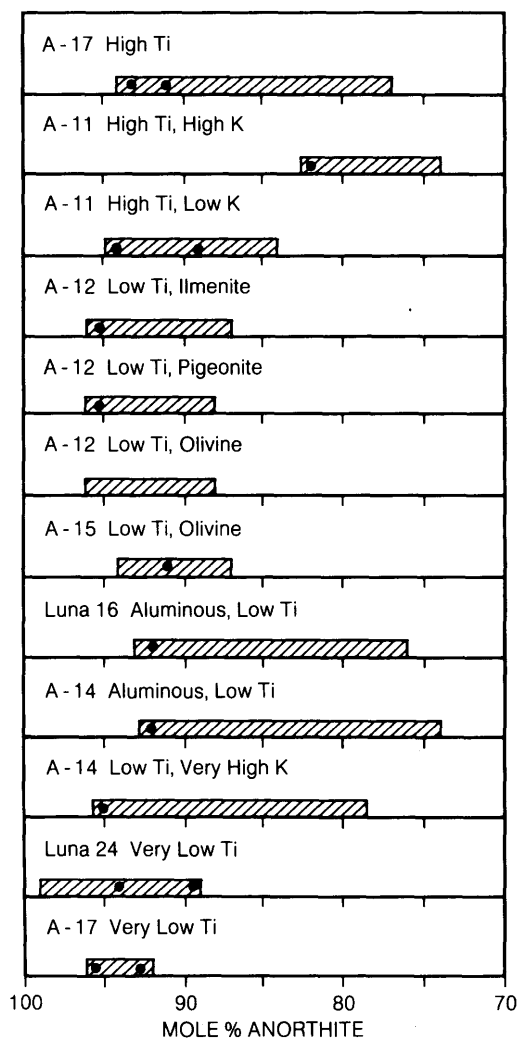 A-17 High Ti
A-11 High Ti, High K
A-11 High Ti, Low K
A-12 Low Ti, Ilmenite
A-12 Low Ti, Pigeonite
A-12 Low Ti, Olivine
A-15 Low Ti, Olivine
Luna 16 Aluminous, Low Ti
A-14 Aluminous, Low Ti
A-14 Low Ti, Very High K
Luna 24 Very Low Ti
A-17 Very Low Ti
100 90 80 70
MOLE % ANORTHITE